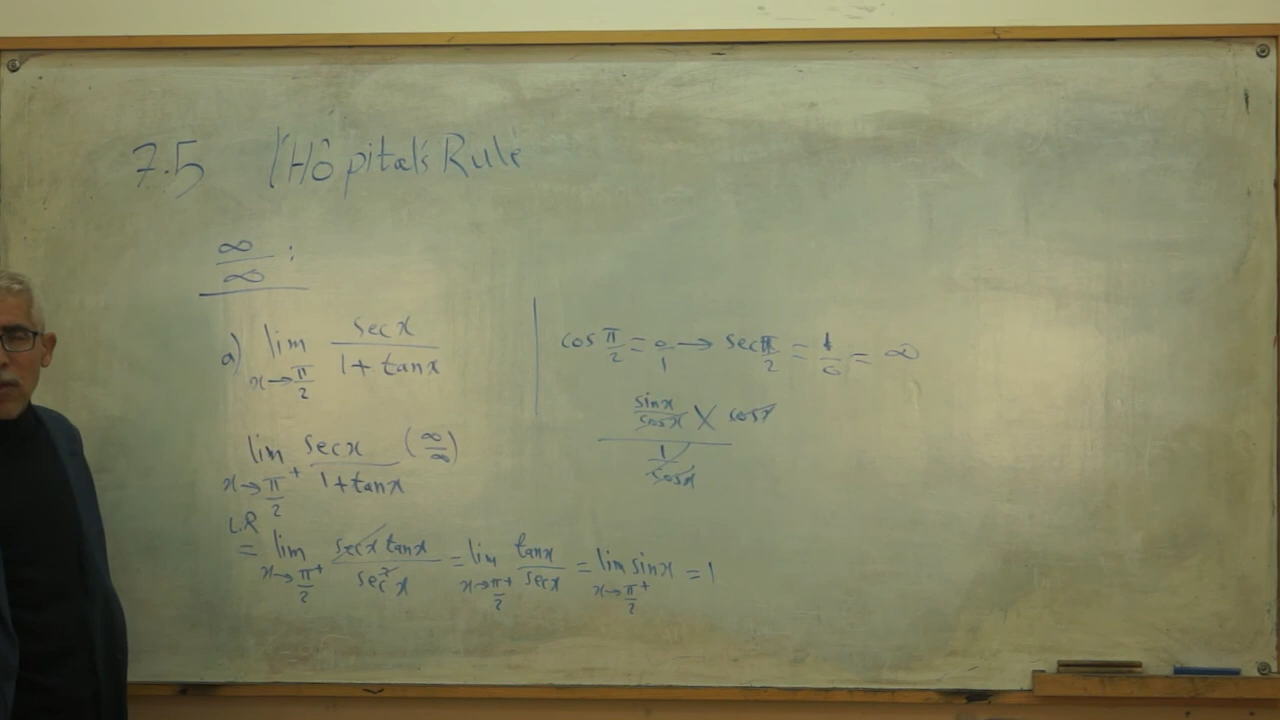 7.5 l'Hôpital's Rule
∞/∞ :
a) lim x→π/2 sec x / 1 + tan x
cos π/2 = 0/1 → sec π/2 = 1/0 = ∞
sin x / cos x × cos x
1 / cos x
lim x→π/2⁺ sec x / 1 + tan x (∞/∞)
L.R
= lim x→π/2⁺ sec x tan x / sec² x = lim x→π/2⁺ tan x / sec x = lim x→π/2⁺ sin x = 1